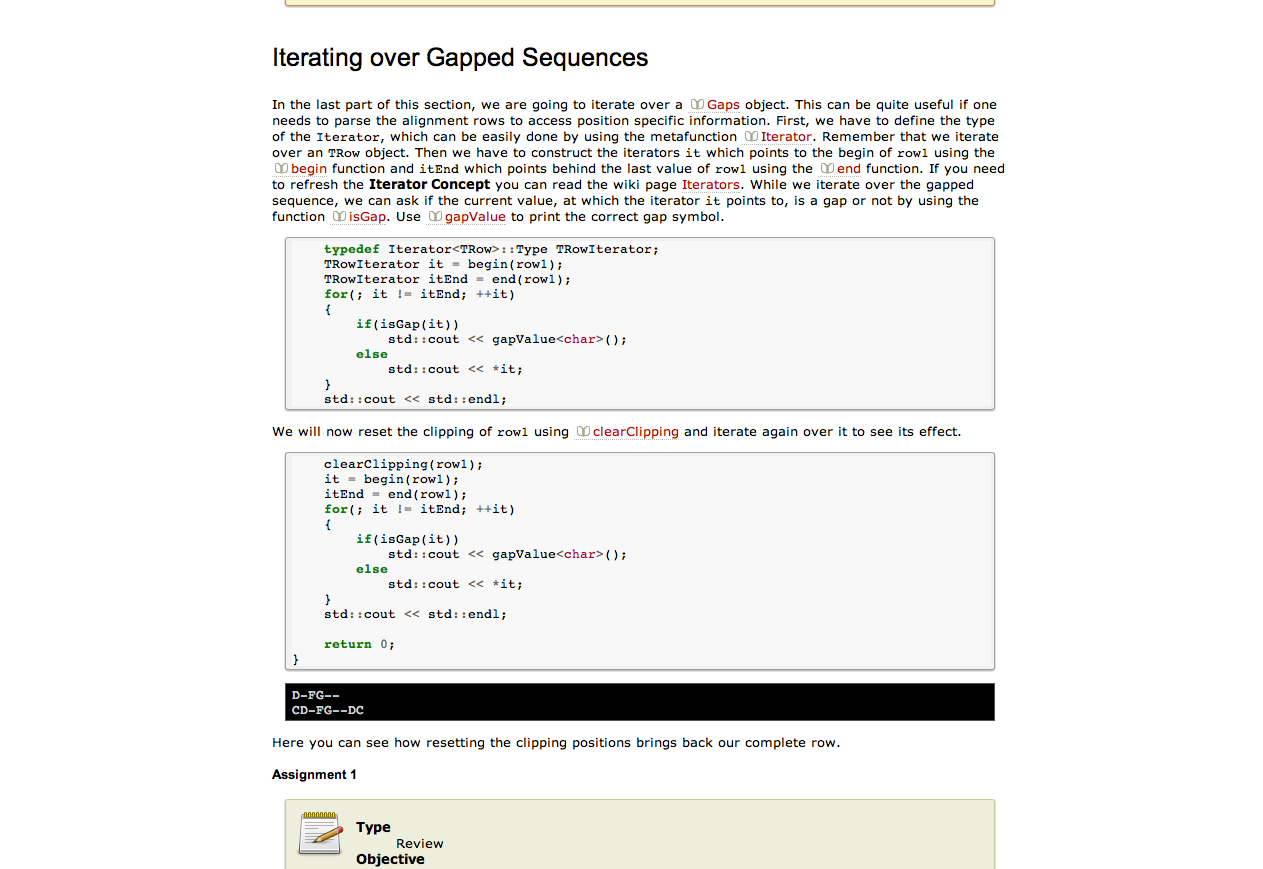 Iterating over Gapped Sequences
In the last part of this section, we are going to iterate over a Gaps object. This can be quite useful if one
needs to parse the alignment rows to access position specific information. First, we have to define the type
of the Iterator, which can be easily done by using the metafunction Iterator. Remember that we iterate
over an TRow object. Then we have to construct the iterators it which points to the begin of row1 using the
begin function and itEnd which points behind the last value of row1 using the end function. If you need
to refresh the Iterator Concept you can read the wiki page Iterators. While we iterate over the gapped
sequence, we can ask if the current value, at which the iterator it points to, is a gap or not by using the
function isGap. Use gapValue to print the correct gap symbol.
typedef Iterator<TRow>::Type TRowIterator;
TRowIterator it = begin(row1);
TRowIterator itEnd = end(row1);
for(; it != itEnd; ++it)
{
if(isGap(it))
std::cout << gapValue<char>();
else
std::cout << *it;
}
std::cout << std::endl;
We will now reset the clipping of row1 using clearClipping and iterate again over it to see its effect.
clearClipping(row1);
it = begin(row1);
itEnd = end(row1);
for(; it != itEnd; ++it)
{
if(isGap(it))
std::cout << gapValue<char>();
else
std::cout << *it;
}
std::cout << std::endl;
return 0;
}
D-FG--
CD-FG--DC
Here you can see how resetting the clipping positions brings back our complete row.
Assignment 1
Type
Review
Objective